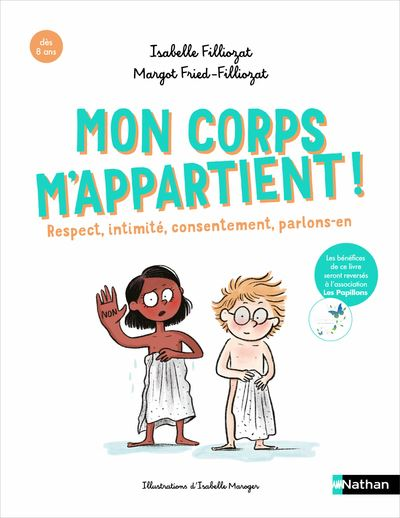 dès
8 ans
Isabelle Filliozat
Margot Fried-Filliozat
MON CORPS
M'APPARTIENT !
Respect, intimité, consentement, parlons-en
Les bénéfices
de ce livre
seront reversés
à l'association
Les Papillons
NON
Illustrations d'Isabelle Maroger
Nathan